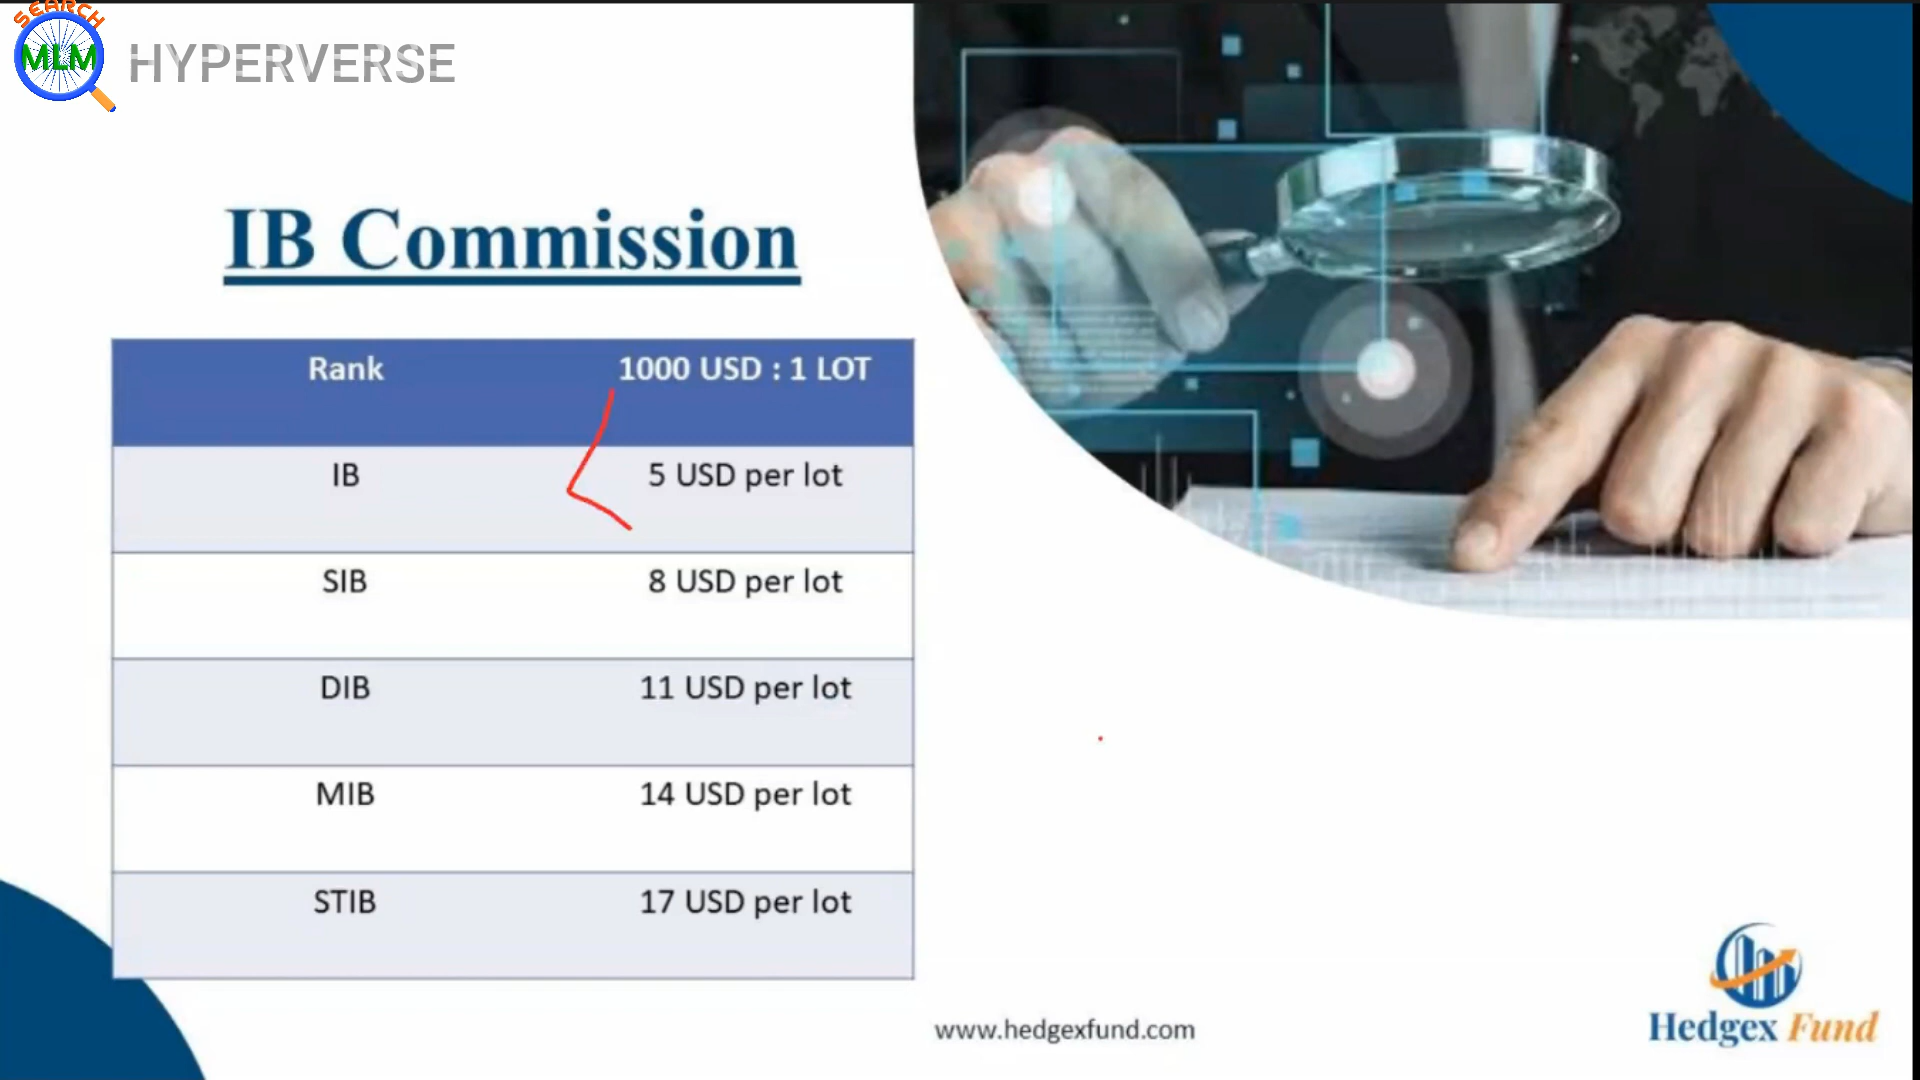 SEARCH
MLM HYPERVERSE
IB Commission
Rank 1000 USD : 1 LOT
IB 5 USD per lot
SIB 8 USD per lot
DIB 11 USD per lot
MIB 14 USD per lot
STIB 17 USD per lot
www.hedgexfund.com
Hedgex Fund